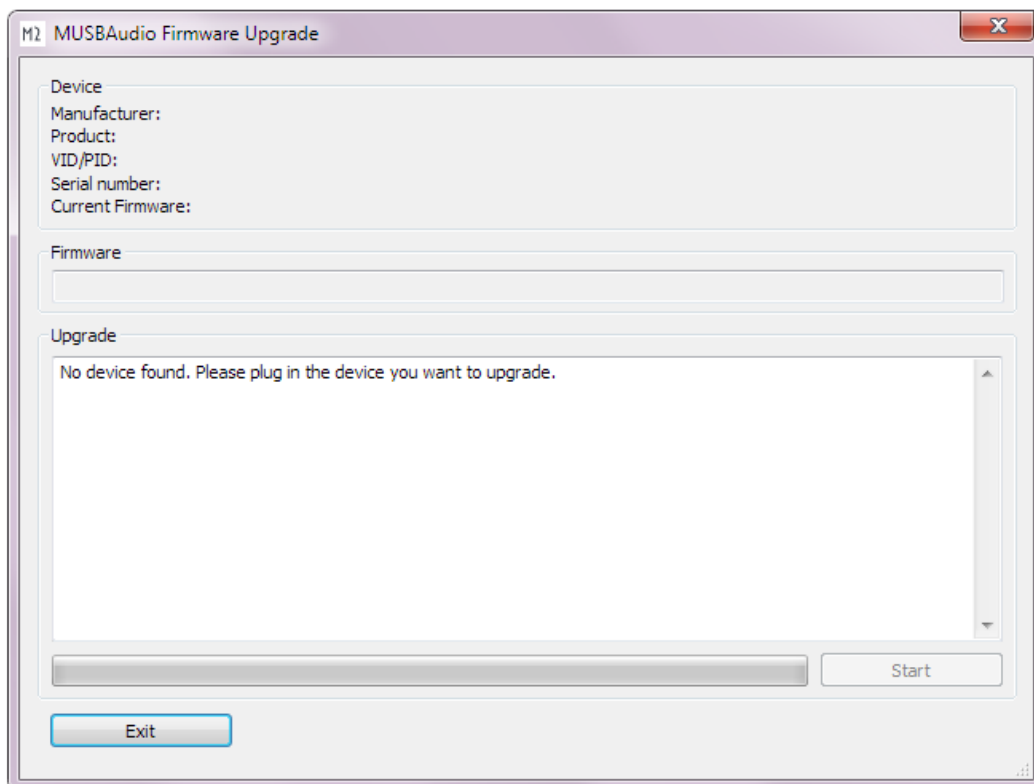 M2 MUSBAudio Firmware Upgrade
Device
Manufacturer:
Product:
VID/PID:
Serial number:
Current Firmware:
Firmware
Upgrade
No device found. Please plug in the device you want to upgrade.
Start
Exit